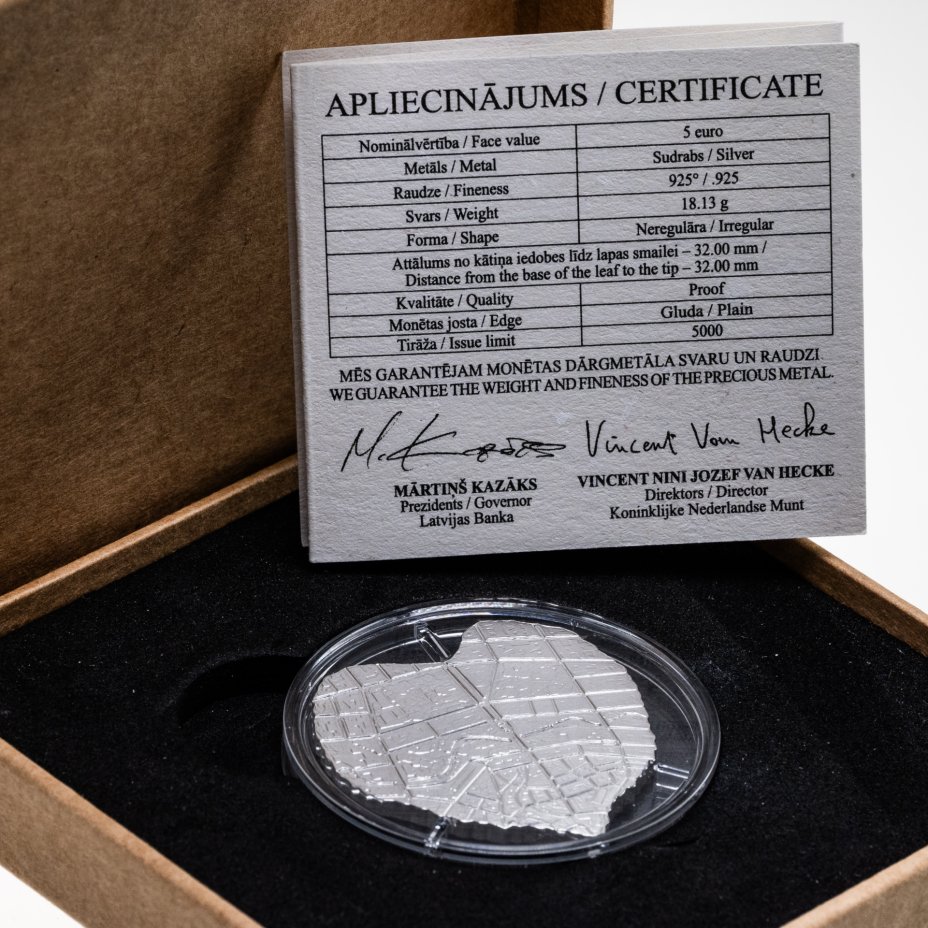 APLIECINĀJUMS / CERTIFICATE
Nominālvērtība / Face value 5 euro
Metāls / Metal Sudrabs / Silver
Raudze / Fineness 925° / .925
Svars / Weight 18.13 g
Forma / Shape Neregulāra / Irregular
Attālums no kātiņa iedobes līdz lapas smailei – 32.00 mm /
Distance from the base of the leaf to the tip – 32.00 mm
Kvalitāte / Quality Proof
Monētas josta / Edge Gluda / Plain
Tirāža / Issue limit 5000
MĒS GARANTĒJAM MONĒTAS DĀRGMETĀLA SVARU UN RAUDZI
WE GUARANTEE THE WEIGHT AND FINENESS OF THE PRECIOUS METAL.
M. Kazāks Vincent Van Hecke
MĀRTIŅŠ KAZĀKS VINCENT NINI JOZEF VAN HECKE
Prezidents / Governor Direktors / Director
Latvijas Banka Koninklijke Nederlandse Munt